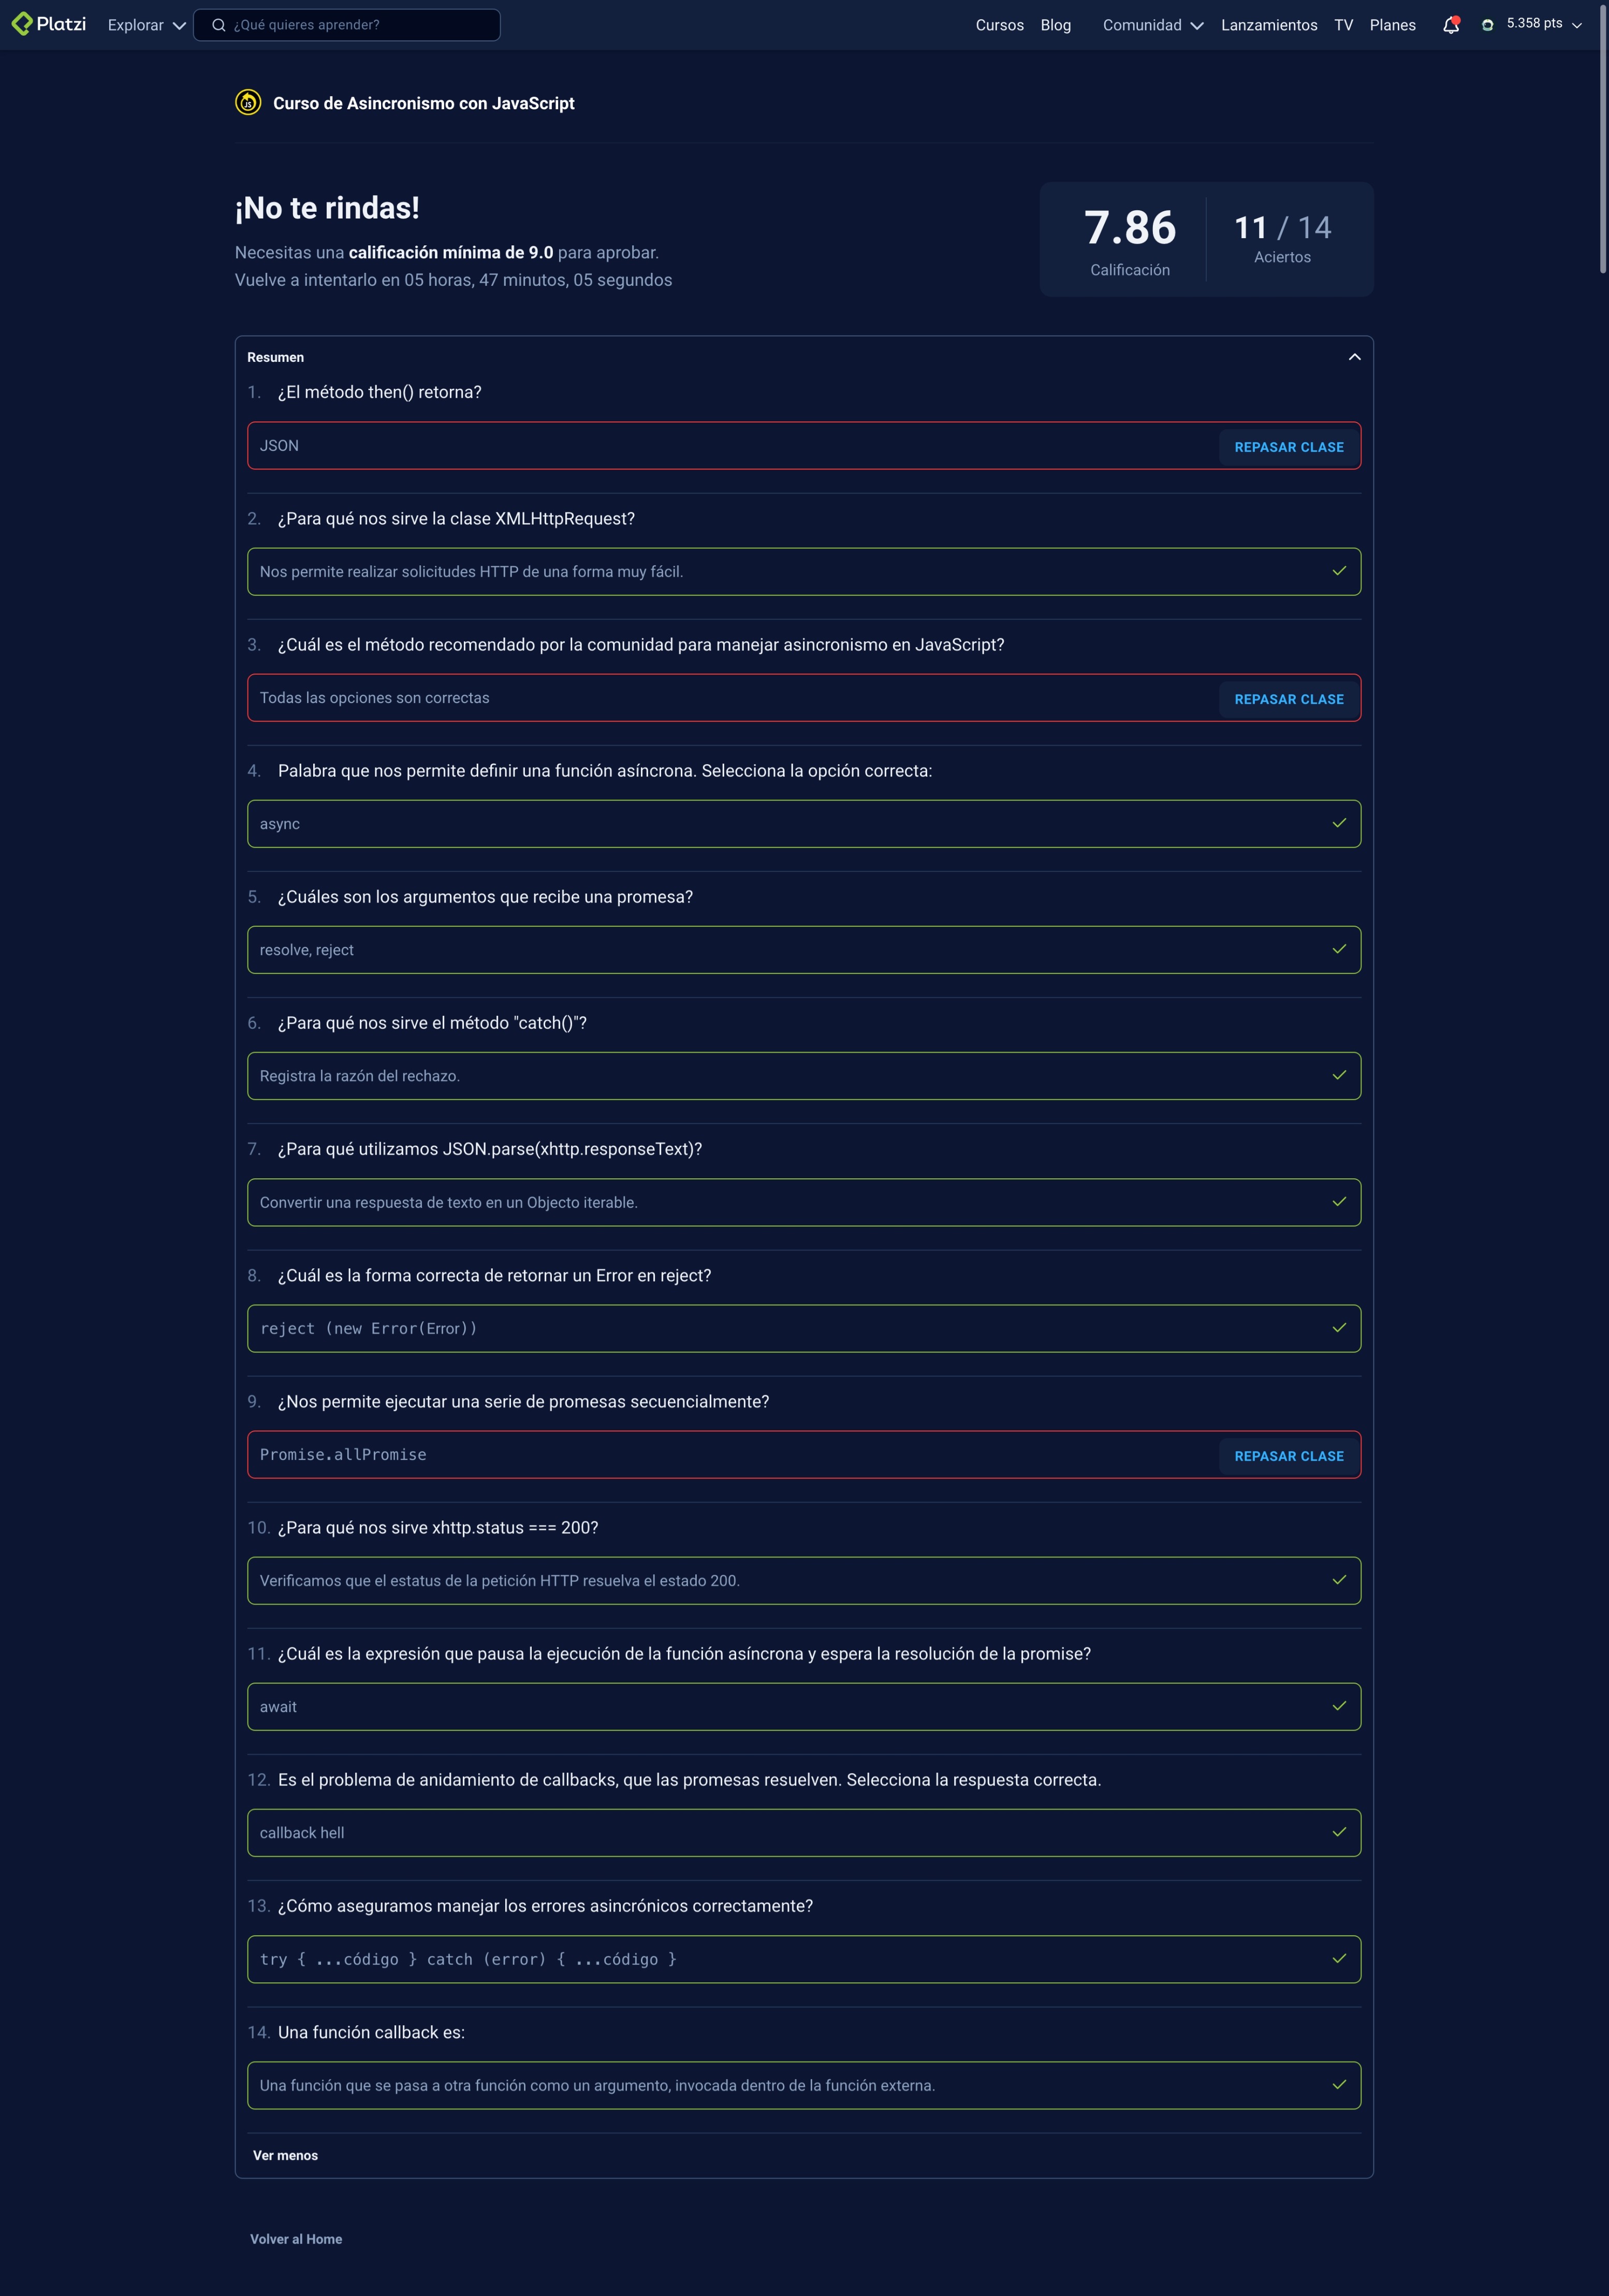 Platzi Explorar ¿Qué quieres aprender? Cursos Blog Comunidad Lanzamientos TV Planes 5.358 pts
JS Curso de Asincronismo con JavaScript
¡No te rindas!
Necesitas una calificación mínima de 9.0 para aprobar.
Vuelve a intentarlo en 05 horas, 47 minutos, 05 segundos
7.86
Calificación
11 / 14
Aciertos
Resumen
1. ¿El método then() retorna?
JSON REPASAR CLASE
2. ¿Para qué nos sirve la clase XMLHttpRequest?
Nos permite realizar solicitudes HTTP de una forma muy fácil.
3. ¿Cuál es el método recomendado por la comunidad para manejar asincronismo en JavaScript?
Todas las opciones son correctas REPASAR CLASE
4. Palabra que nos permite definir una función asíncrona. Selecciona la opción correcta:
async
5. ¿Cuáles son los argumentos que recibe una promesa?
resolve, reject
6. ¿Para qué nos sirve el método "catch()"?
Registra la razón del rechazo.
7. ¿Para qué utilizamos JSON.parse(xhttp.responseText)?
Convertir una respuesta de texto en un Objecto iterable.
8. ¿Cuál es la forma correcta de retornar un Error en reject?
reject (new Error(Error))
9. ¿Nos permite ejecutar una serie de promesas secuencialmente?
Promise.allPromise REPASAR CLASE
10. ¿Para qué nos sirve xhttp.status === 200?
Verificamos que el estatus de la petición HTTP resuelva el estado 200.
11. ¿Cuál es la expresión que pausa la ejecución de la función asíncrona y espera la resolución de la promise?
await
12. Es el problema de anidamiento de callbacks, que las promesas resuelven. Selecciona la respuesta correcta.
callback hell
13. ¿Cómo aseguramos manejar los errores asincrónicos correctamente?
try { ...código } catch (error) { ...código }
14. Una función callback es:
Una función que se pasa a otra función como un argumento, invocada dentro de la función externa.
Ver menos
Volver al Home